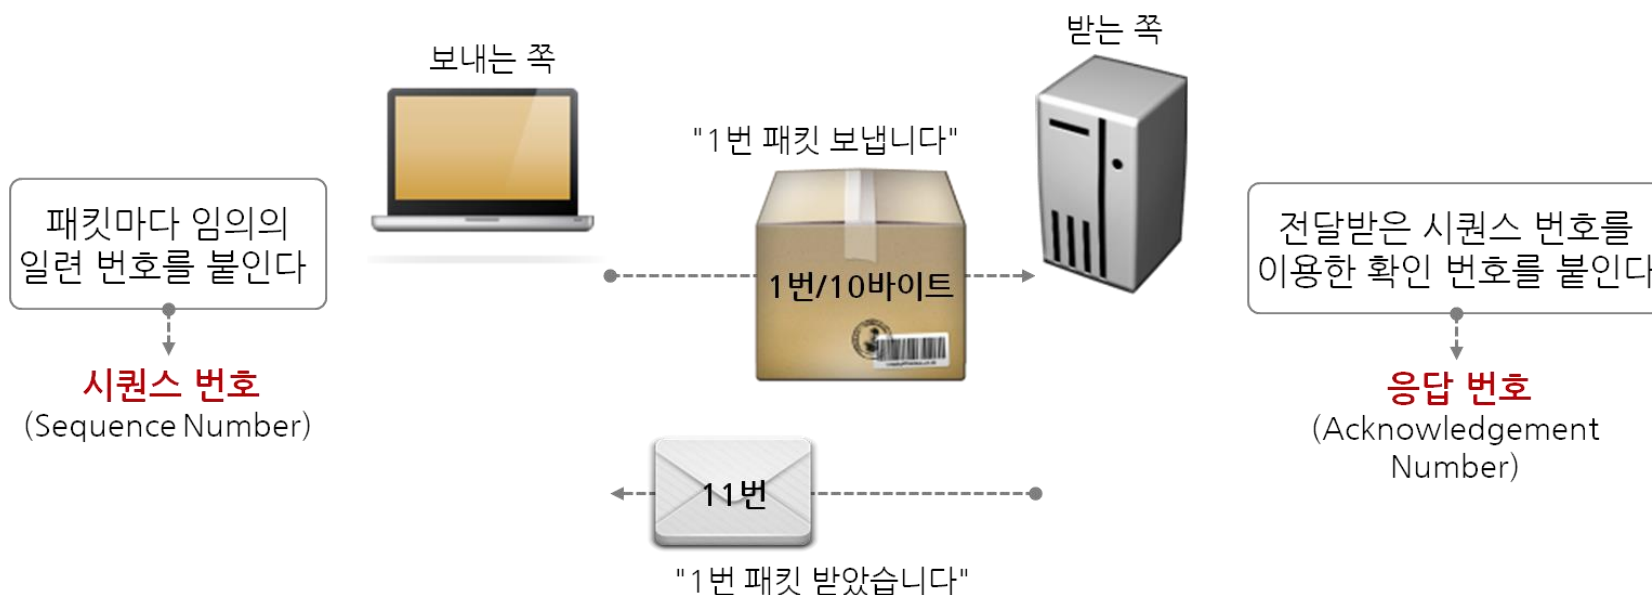 보내는 쪽
받는 쪽
"1번 패킷 보냅니다"
패킷마다 임의의
일련 번호를 붙인다
1번/10바이트
전달받은 시퀀스 번호를
이용한 확인 번호를 붙인다
시퀀스 번호
(Sequence Number)
응답 번호
(Acknowledgement
Number)
11번
"1번 패킷 받았습니다"